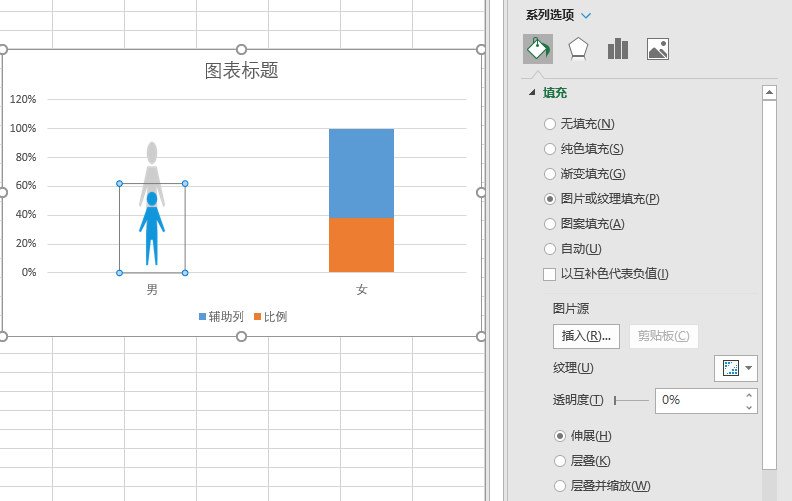 图表标题
120%
100%
80%
60%
40%
20%
0%
男 女
辅助列 比例
系列选项
填充
无填充(N)
纯色填充(S)
渐变填充(G)
图片或纹理填充(P)
图案填充(A)
自动(U)
以互补色代表负值(I)
图片源
插入(R)... 剪贴板(C)
纹理(U)
透明度(T) 0%
伸展(H)
层叠(K)
层叠并缩放(W)